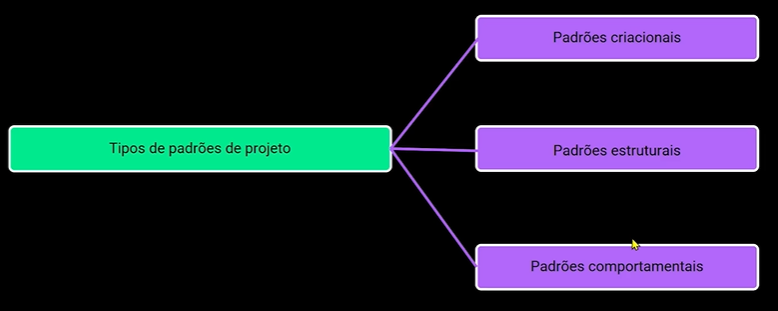 Padrões criacionais
Tipos de padrões de projeto
Padrões estruturais
Padrões comportamentais